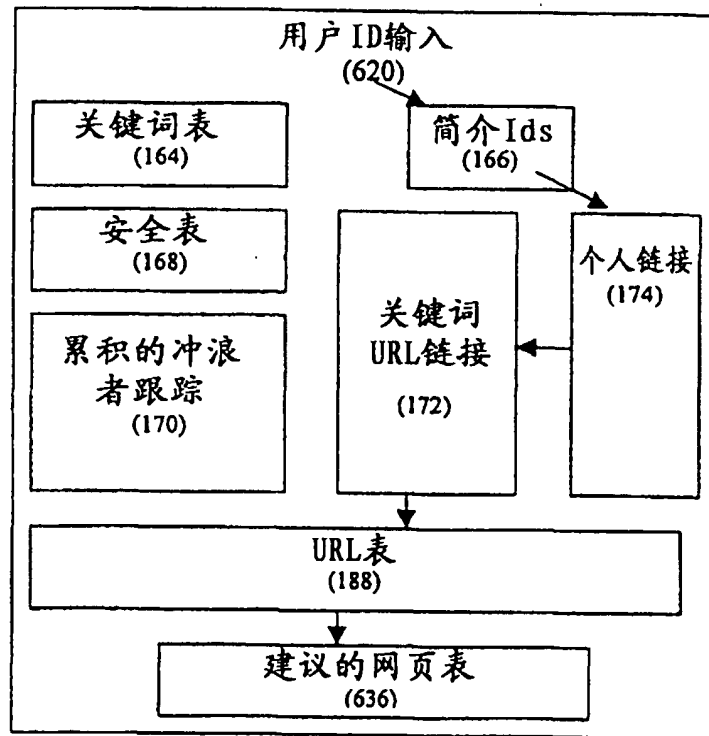 用户ID输入
(620)
关键词表
(164)
简介Ids
(166)
安全表
(168)
个人链接
(174)
关键词
URL链接
(172)
累积的冲浪
者跟踪
(170)
URL表
(188)
建议的网页表
(636)